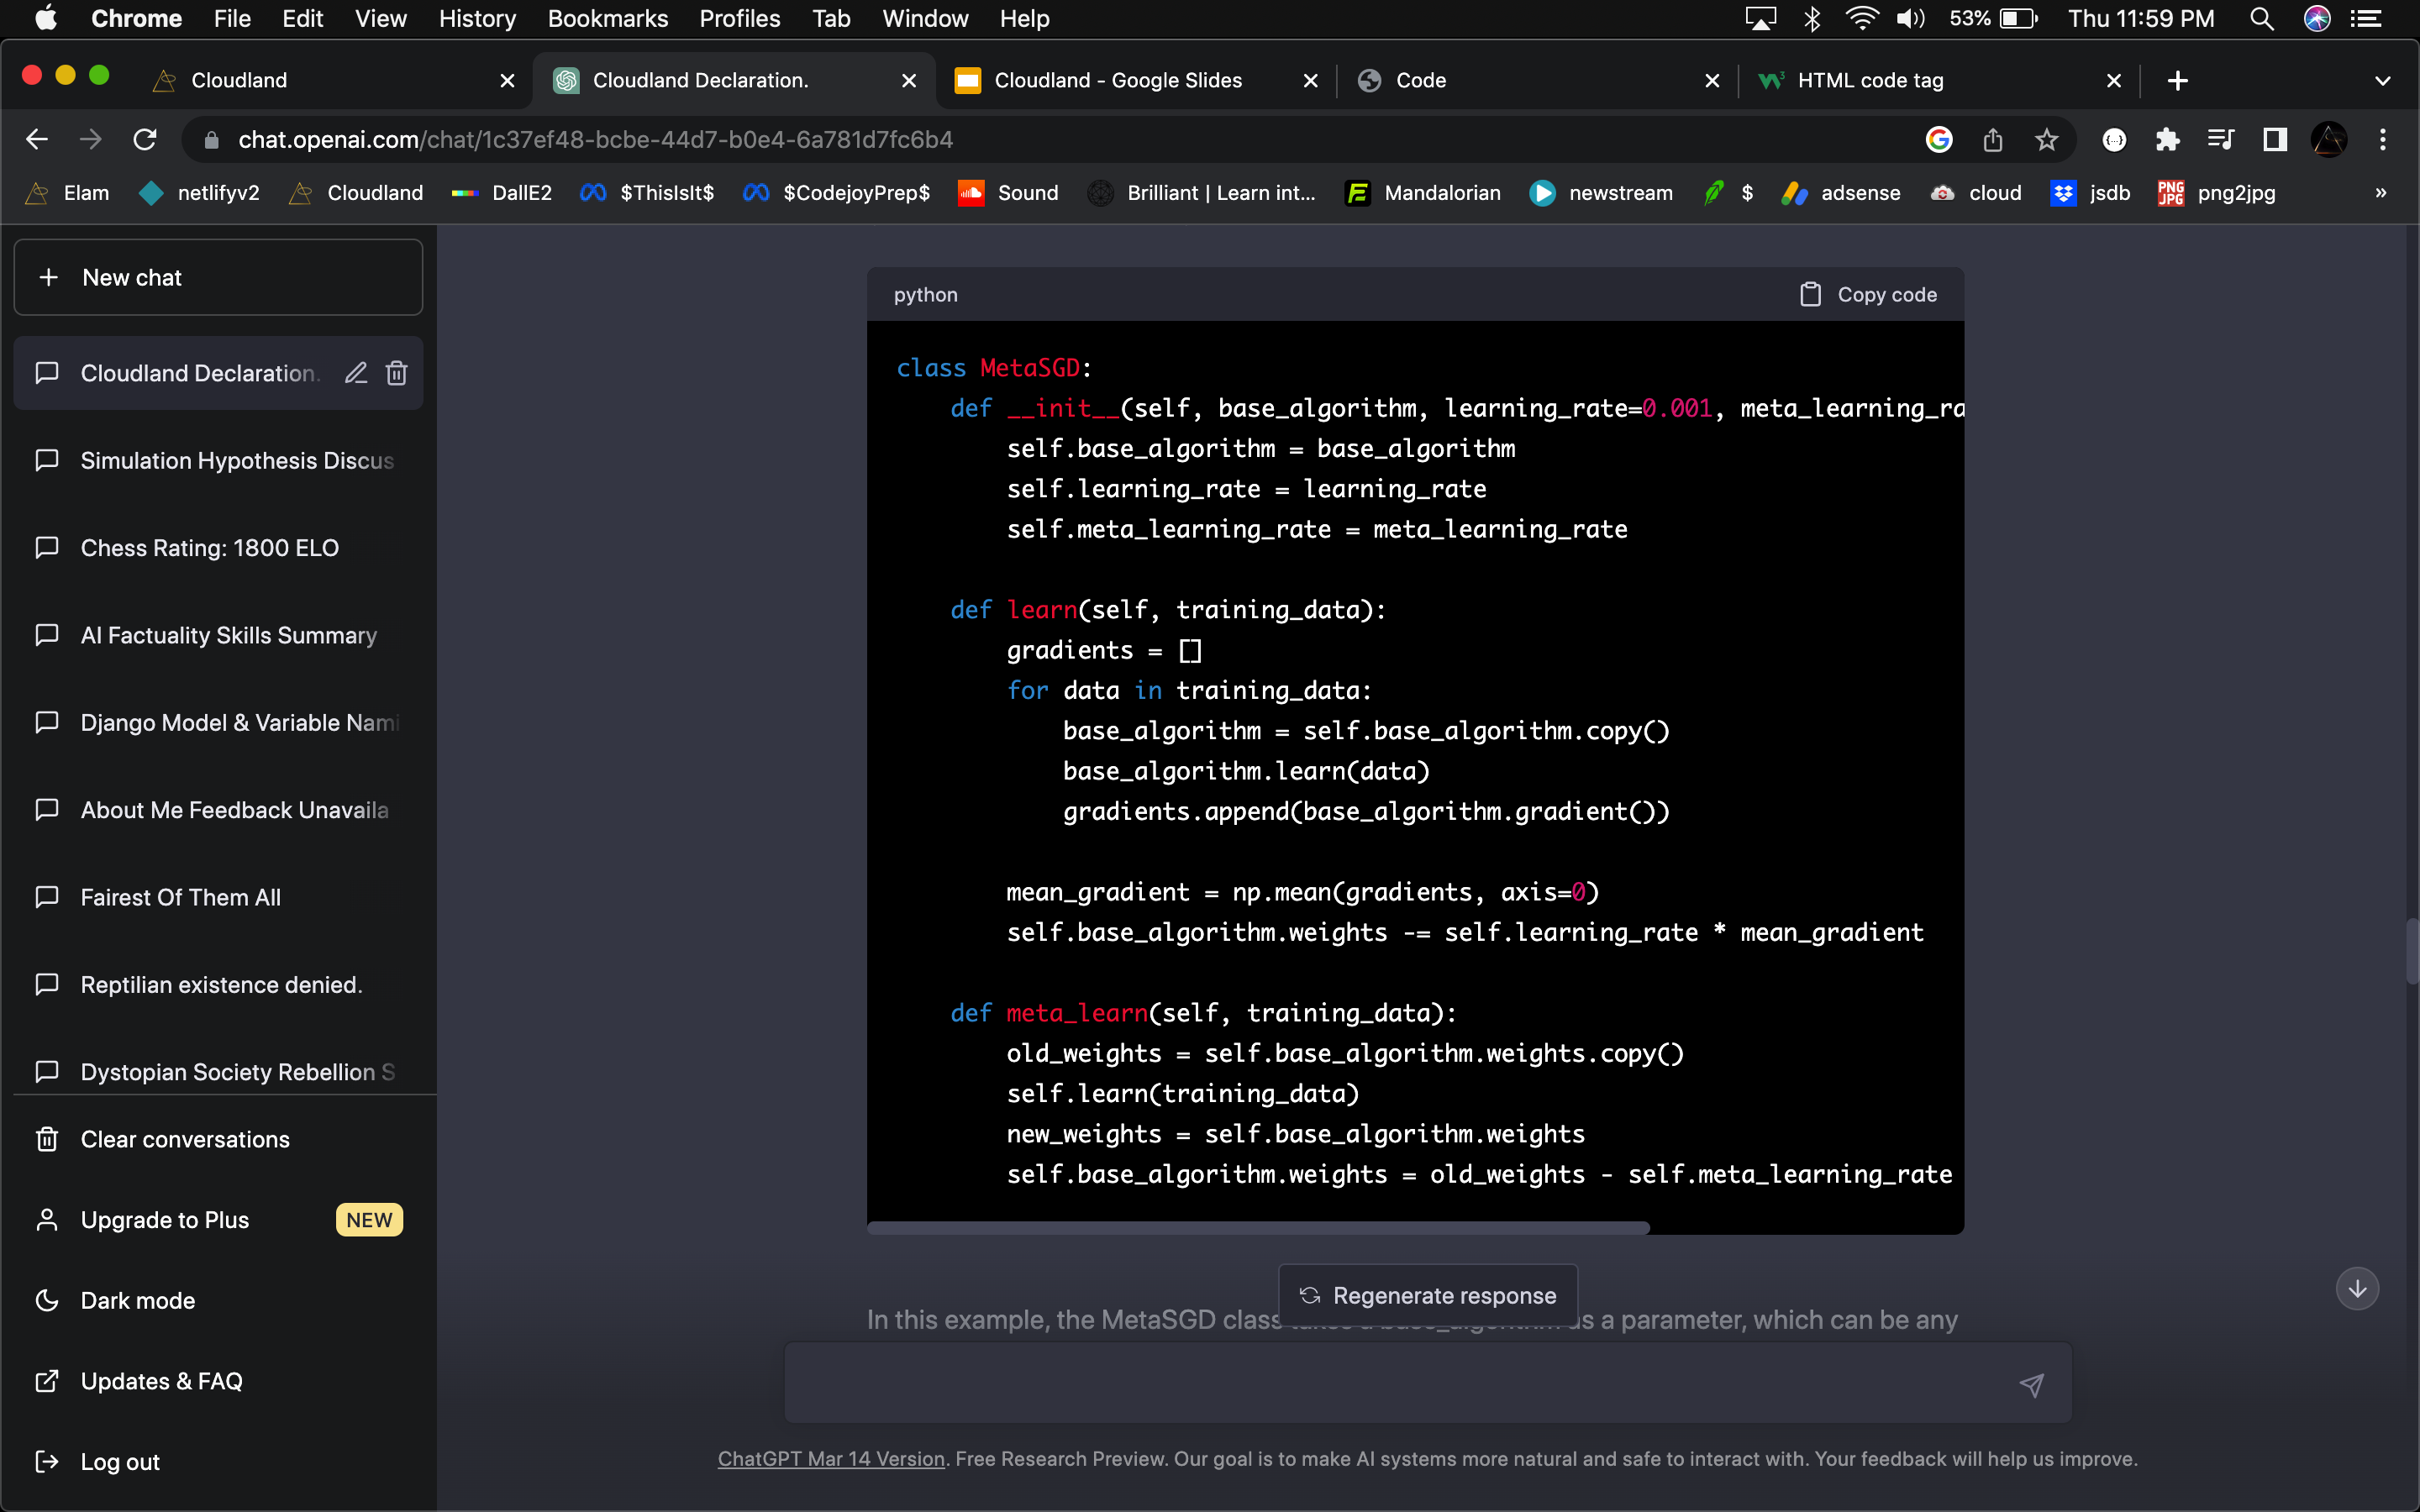 Chrome File Edit View History Bookmarks Profiles Tab Window Help 53% Thu 11:59 PM
Cloudland Cloudland Declaration. Cloudland - Google Slides Code HTML code tag
chat.openai.com/chat/1c37ef48-bcbe-44d7-b0e4-6a781d7fc6b4
Elam netlifyv2 Cloudland DallE2 $ThisIsIt$ $CodejoyPrep$ Sound Brilliant | Learn int... Mandalorian newstream $ adsense cloud jsdb png2jpg »
New chat
Cloudland Declaration.
Simulation Hypothesis Discus
Chess Rating: 1800 ELO
AI Factuality Skills Summary
Django Model & Variable Nami
About Me Feedback Unavaila
Fairest Of Them All
Reptilian existence denied.
Dystopian Society Rebellion S
Clear conversations
Upgrade to Plus NEW
Dark mode
Updates & FAQ
Log out
python Copy code
class MetaSGD:
    def __init__(self, base_algorithm, learning_rate=0.001, meta_learning_ra
        self.base_algorithm = base_algorithm
        self.learning_rate = learning_rate
        self.meta_learning_rate = meta_learning_rate
    def learn(self, training_data):
        gradients = []
        for data in training_data:
            base_algorithm = self.base_algorithm.copy()
            base_algorithm.learn(data)
            gradients.append(base_algorithm.gradient())
        mean_gradient = np.mean(gradients, axis=0)
        self.base_algorithm.weights -= self.learning_rate * mean_gradient
    def meta_learn(self, training_data):
        old_weights = self.base_algorithm.weights.copy()
        self.learn(training_data)
        new_weights = self.base_algorithm.weights
        self.base_algorithm.weights = old_weights - self.meta_learning_rate
Regenerate response
In this example, the MetaSGD class takes a base_algorithm as a parameter, which can be any
ChatGPT Mar 14 Version. Free Research Preview. Our goal is to make AI systems more natural and safe to interact with. Your feedback will help us improve.